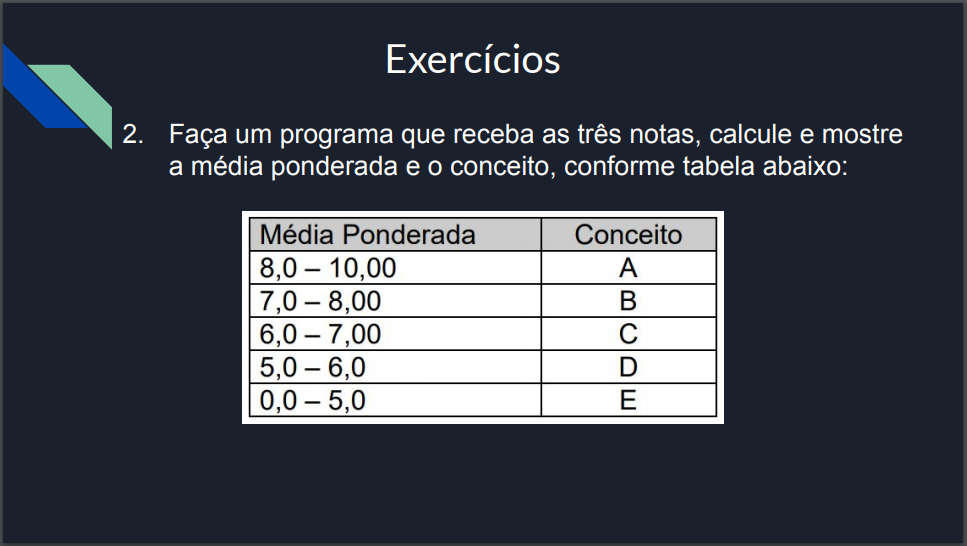 Exercícios
2. Faça um programa que receba as três notas, calcule e mostre
a média ponderada e o conceito, conforme tabela abaixo:
Média Ponderada Conceito
8,0 – 10,00 A
7,0 – 8,00 B
6,0 – 7,00 C
5,0 – 6,0 D
0,0 – 5,0 E